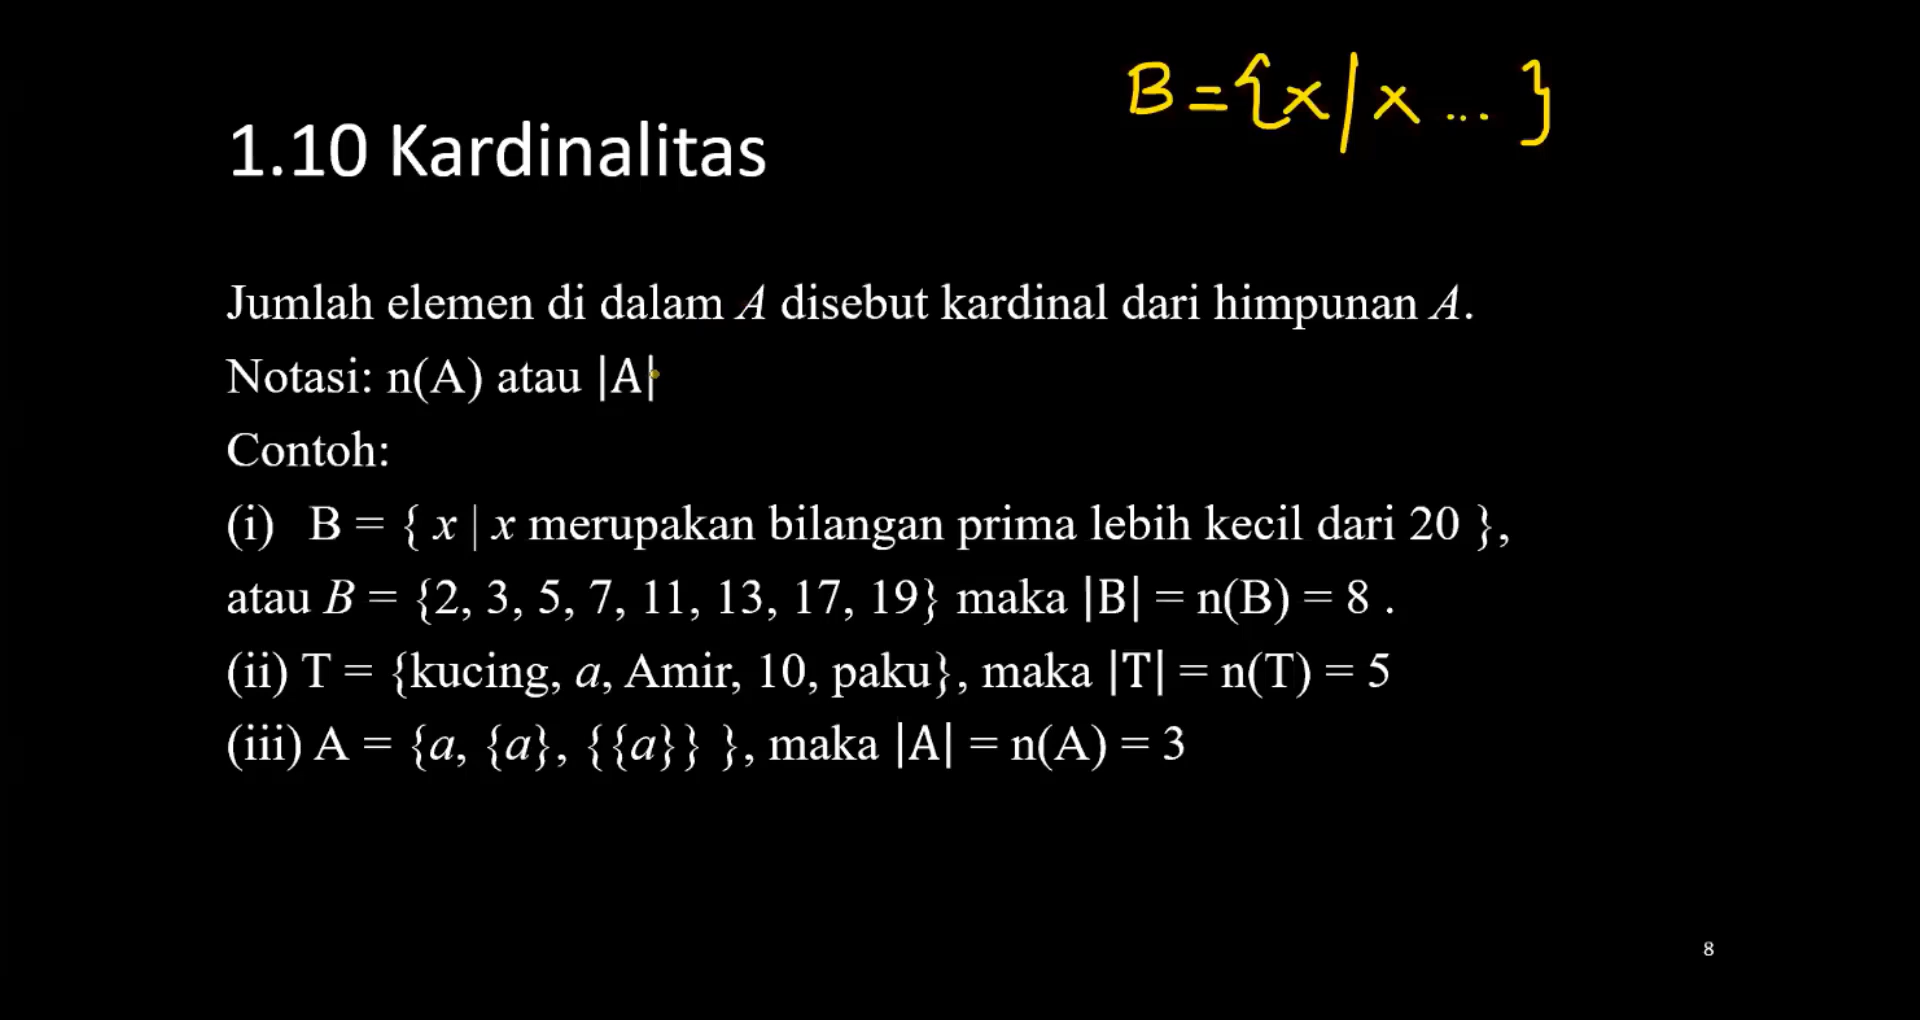 B = {x | x ... }
1.10 Kardinalitas
Jumlah elemen di dalam A disebut kardinal dari himpunan A.
Notasi: n(A) atau |A|
Contoh:
(i) B = { x | x merupakan bilangan prima lebih kecil dari 20 },
atau B = {2, 3, 5, 7, 11, 13, 17, 19} maka |B| = n(B) = 8 .
(ii) T = {kucing, a, Amir, 10, paku}, maka |T| = n(T) = 5
(iii) A = {a, {a}, {{a}} }, maka |A| = n(A) = 3
8